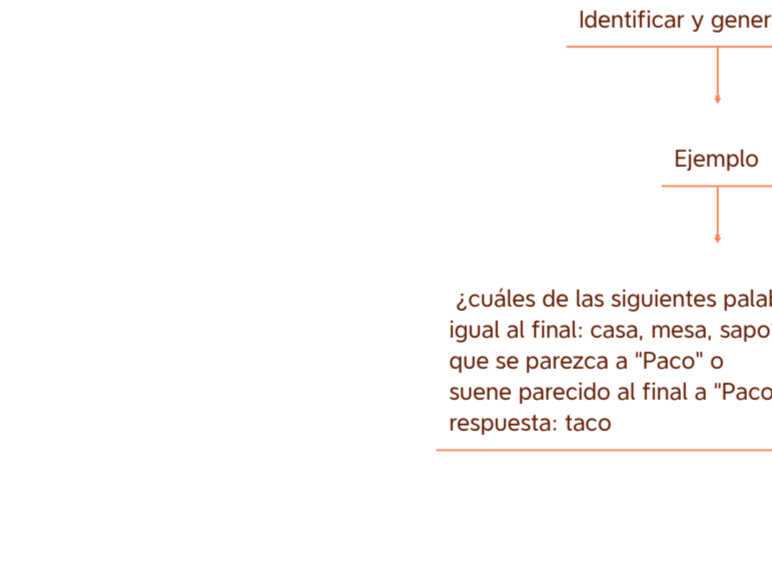 Identificar y gener
Ejemplo
¿cuáles de las siguientes palab
igual al final: casa, mesa, sapo
que se parezca a "Paco" o
suene parecido al final a "Paco
respuesta: taco